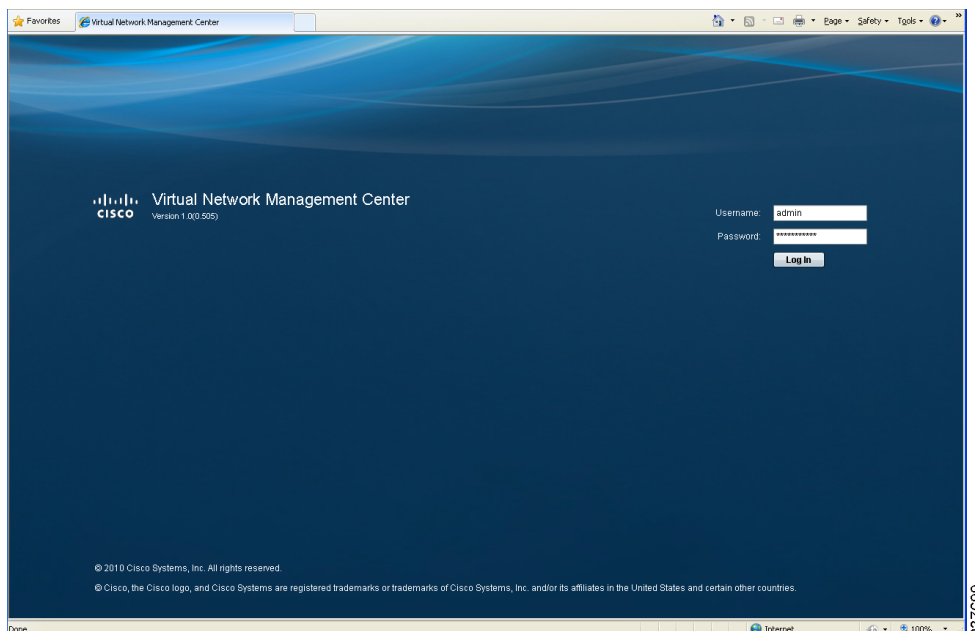 Favorites
Virtual Network Management Center
Page
Safety
Tools
CISCO
Virtual Network Management Center
Version 1.0(0.505)
Username:
admin
Password:
***********
Log In
© 2010 Cisco Systems, Inc. All rights reserved.
© Cisco, the Cisco logo, and Cisco Systems are registered trademarks or trademarks of Cisco Systems, Inc. and/or its affiliates in the United States and certain other countries.
Done
Internet
100%